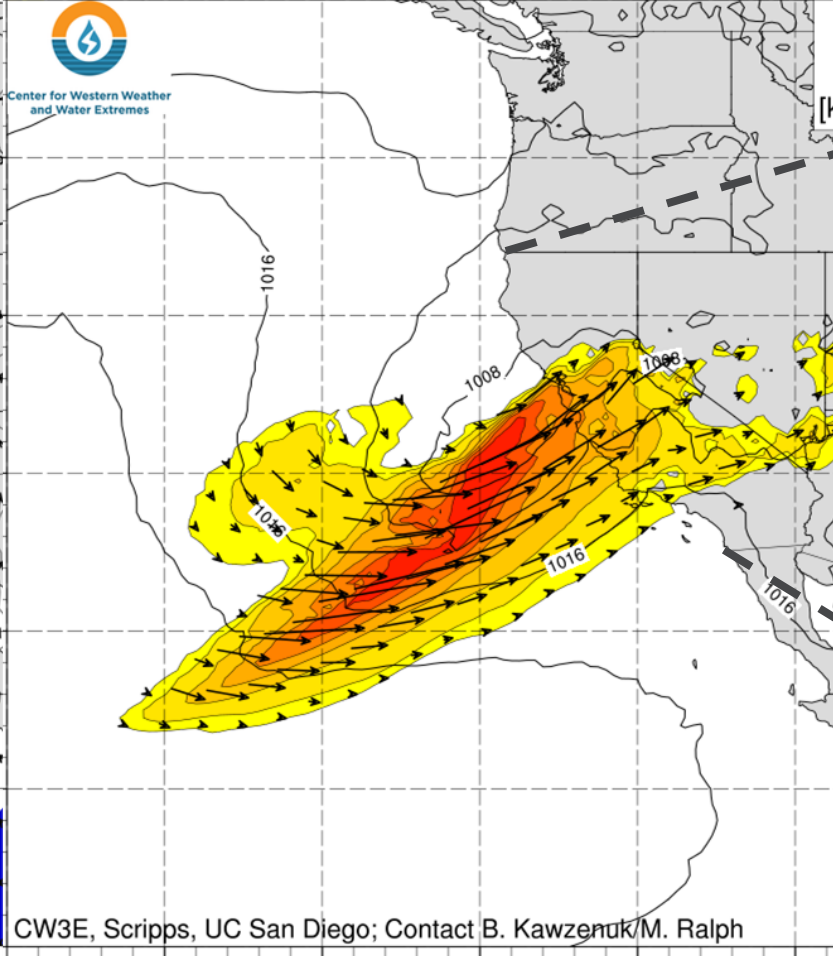 Center for Western Weather
and Water Extremes
[k
1016
1008
1008
1016
1016
1016
CW3E, Scripps, UC San Diego; Contact B. Kawzenuk/M. Ralph